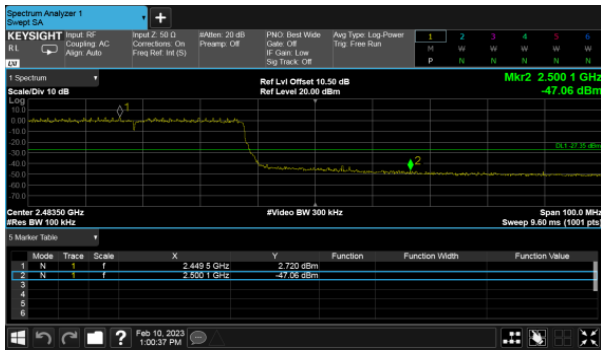 Spectrum Analyzer 1
Swept SA
KEYSIGHT Input: RF Input Z: 50 Ω #Atten: 20 dB PNO: Best Wide Avg Type: Log-Power 1 2 3 4 5 6
RL Coupling: AC Corrections: On Preamp: Off Gate: Off Trig: Free Run M W W W W W
Align: Auto Freq Ref: Int (S) IF Gain: Low P N N N N N
LXI Sig Track: Off
1 Spectrum Ref Lvl Offset 10.50 dB Mkr2 2.500 1 GHz
Scale/Div 10 dB Ref Level 20.00 dBm -47.06 dBm
Log
10.0
0.00
-10.0
-20.0
-30.0
-40.0
-50.0
-60.0
-70.0
1
DL1 -27.35 dBm
2
Center 2.48350 GHz #Video BW 300 kHz Span 100.0 MHz
#Res BW 100 kHz Sweep 9.60 ms (1001 pts)
5 Marker Table
Mode Trace Scale X Y Function Function Width Function Value
1 N 1 f 2.449 5 GHz 2.720 dBm
2 N 1 f 2.500 1 GHz -47.06 dBm
3
4
5
6
? Feb 10, 2023
1:00:37 PM